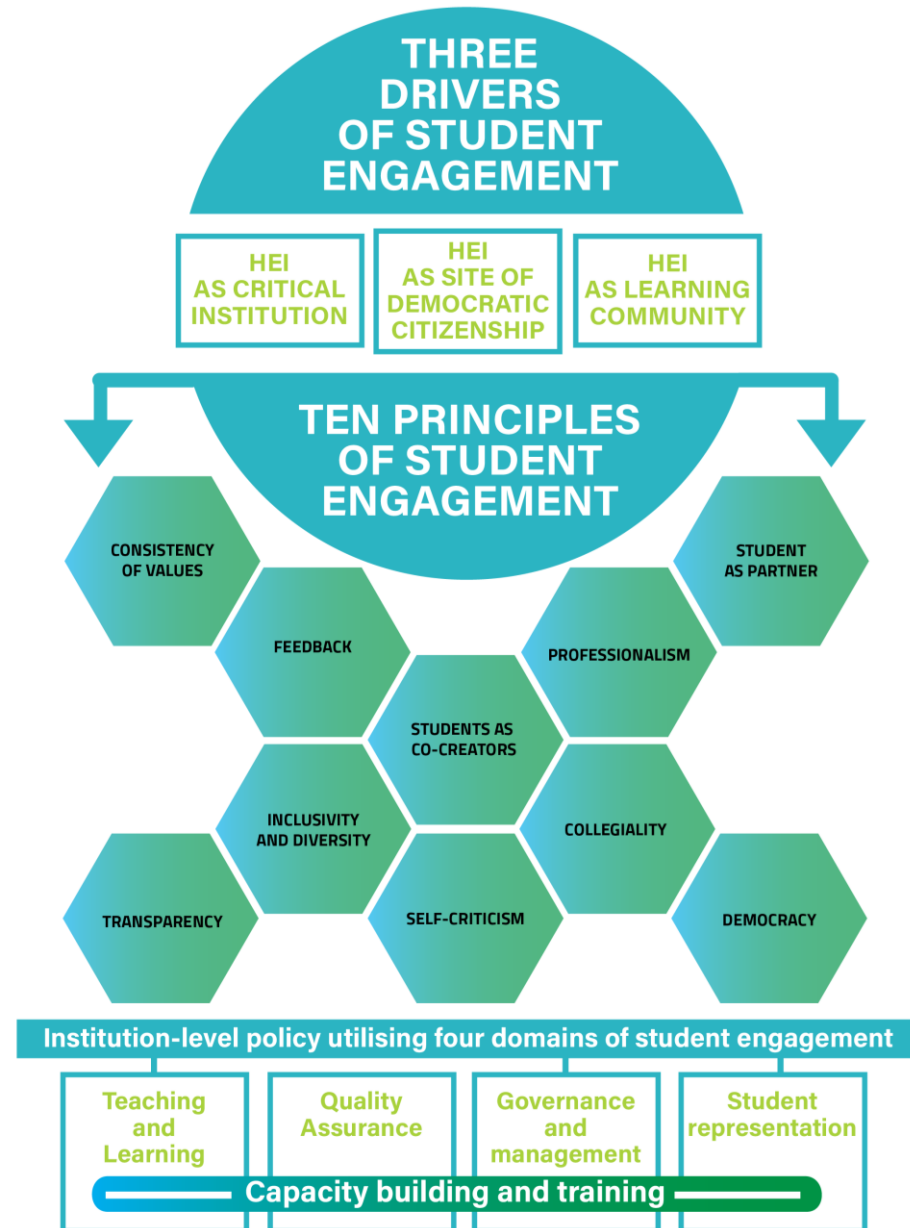 THREE
DRIVERS
OF STUDENT
ENGAGEMENT
HEI
AS CRITICAL
INSTITUTION
HEI
AS SITE OF
DEMOCRATIC
CITIZENSHIP
HEI
AS LEARNING
COMMUNITY
TEN PRINCIPLES
OF STUDENT
ENGAGEMENT
CONSISTENCY
OF VALUES
STUDENT
AS PARTNER
FEEDBACK
PROFESSIONALISM
STUDENTS AS
CO-CREATORS
INCLUSIVITY
AND DIVERSITY
COLLEGIALITY
TRANSPARENCY
SELF-CRITICISM
DEMOCRACY
Institution-level policy utilising four domains of student engagement
Teaching
and
Learning
Quality
Assurance
Governance
and
management
Student
representation
Capacity building and training